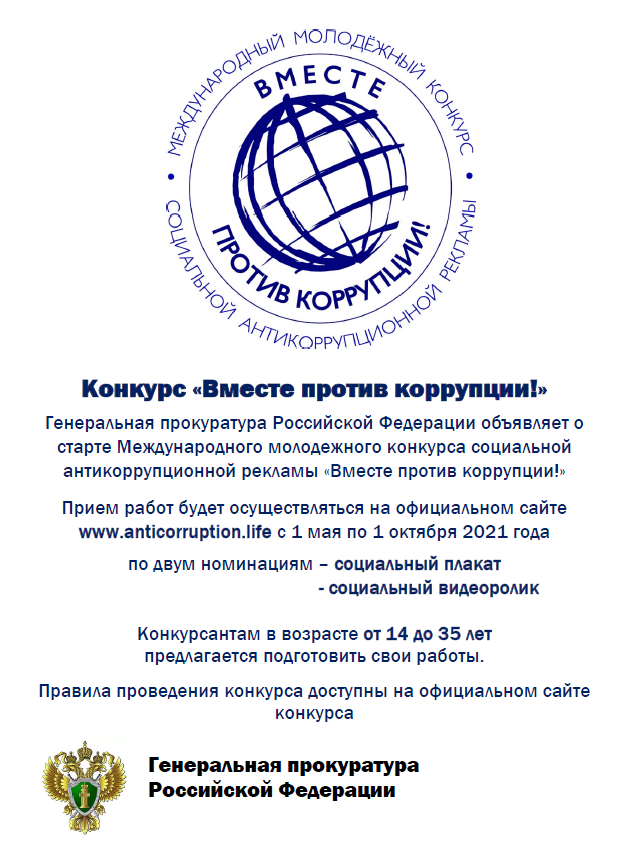 • МЕЖДУНАРОДНЫЙ МОЛОДЁЖНЫЙ КОНКУРС •
СОЦИАЛЬНОЙ АНТИКОРРУПЦИОННОЙ РЕКЛАМЫ
ВМЕСТЕ
ПРОТИВ КОРРУПЦИИ!
Конкурс «Вместе против коррупции!»
Генеральная прокуратура Российской Федерации объявляет о
старте Международного молодежного конкурса социальной
антикоррупционной рекламы «Вместе против коррупции!»
Прием работ будет осуществляться на официальном сайте
www.anticorruption.life с 1 мая по 1 октября 2021 года
по двум номинациям – социальный плакат
- социальный видеоролик
Конкурсантам в возрасте от 14 до 35 лет
предлагается подготовить свои работы.
Правила проведения конкурса доступны на официальном сайте
конкурса
Генеральная прокуратура
Российской Федерации